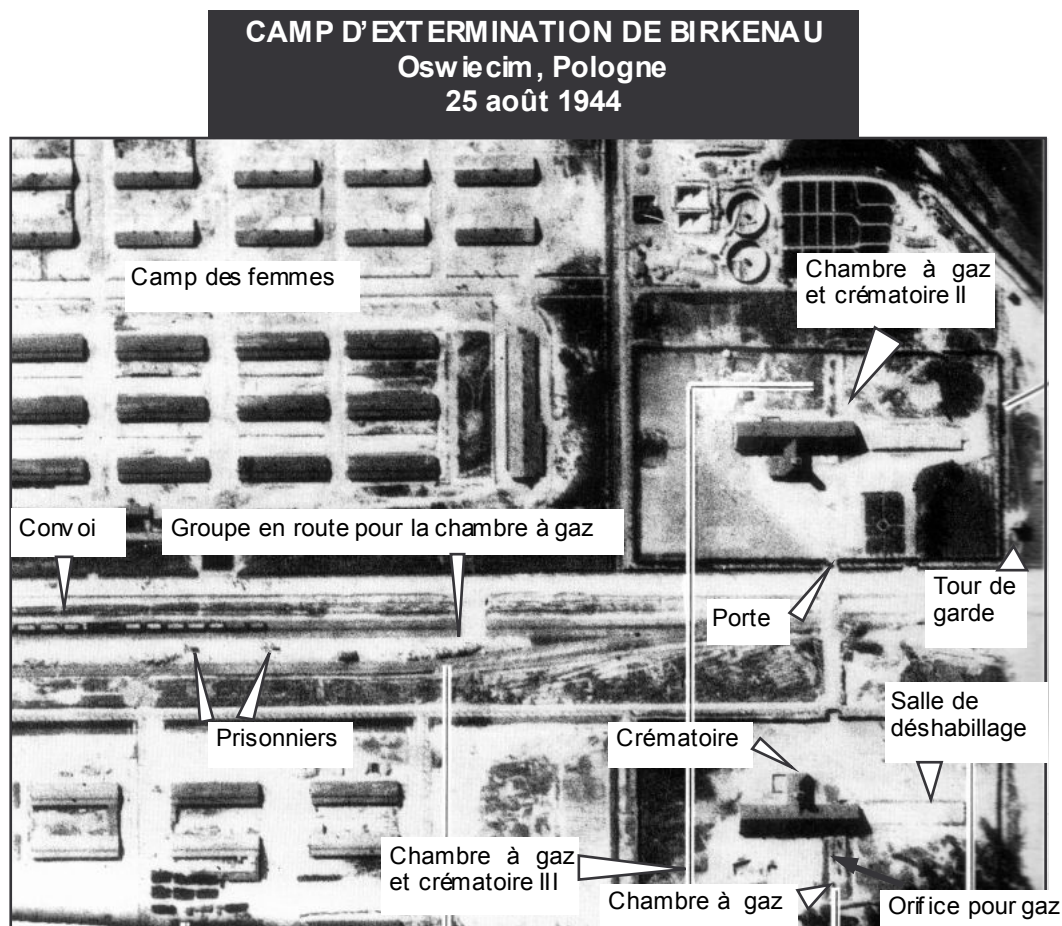 CAMP D'EXTERMINATION DE BIRKENAU
Oswiecim, Pologne
25 août 1944
Camp des femmes
Chambre à gaz
et crématoire II
Convoi
Groupe en route pour la chambre à gaz
Porte
Tour de
garde
Prisonniers
Crématoire
Salle de
déshabillage
Chambre à gaz
et crématoire III
Chambre à gaz
Orifice pour gaz